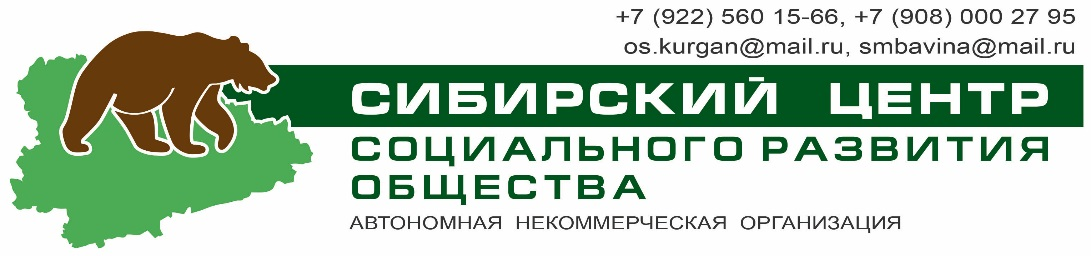 +7 (922) 560 15-66, +7 (908) 000 27 95
os.kurgan@mail.ru, smbavina@mail.ru
СИБИРСКИЙ ЦЕНТР
СОЦИАЛЬНОГО РАЗВИТИЯ
ОБЩЕСТВА
АВТОНОМНАЯ НЕКОММЕРЧЕСКАЯ ОРГАНИЗАЦИЯ